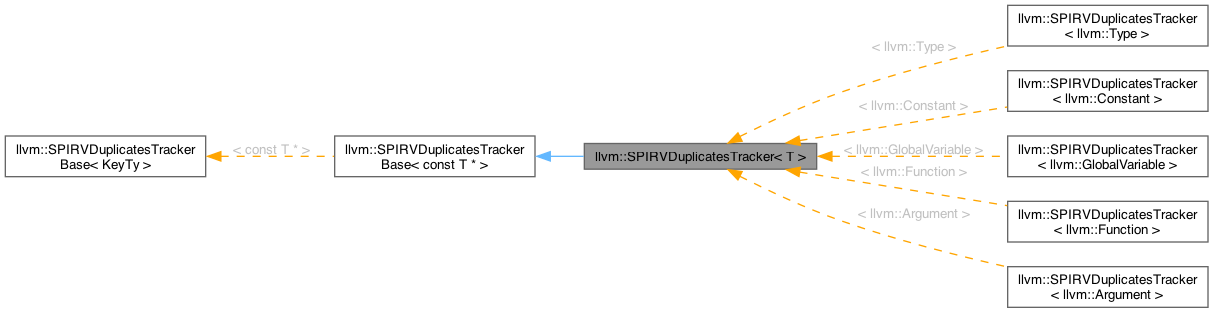 llvm::SPIRVDuplicatesTracker
Base< KeyTy >
< const T * >
llvm::SPIRVDuplicatesTracker
Base< const T * >
llvm::SPIRVDuplicatesTracker< T >
< llvm::Type >
< llvm::Constant >
< llvm::GlobalVariable >
< llvm::Function >
< llvm::Argument >
llvm::SPIRVDuplicatesTracker
< llvm::Type >
llvm::SPIRVDuplicatesTracker
< llvm::Constant >
llvm::SPIRVDuplicatesTracker
< llvm::GlobalVariable >
llvm::SPIRVDuplicatesTracker
< llvm::Function >
llvm::SPIRVDuplicatesTracker
< llvm::Argument >